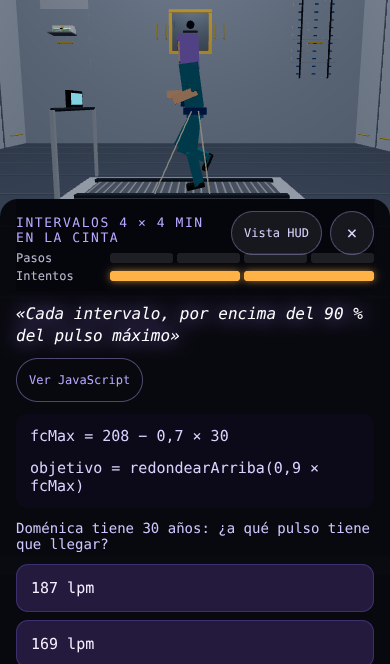 INTERVALOS 4 × 4 MIN
EN LA CINTA
Vista HUD
×
Pasos
Intentos
«Cada intervalo, por encima del 90 %
del pulso máximo»
Ver JavaScript
fcMax = 208 − 0,7 × 30
objetivo = redondearArriba(0,9 ×
fcMax)
Doménica tiene 30 años: ¿a qué pulso tiene
que llegar?
187 lpm
169 lpm